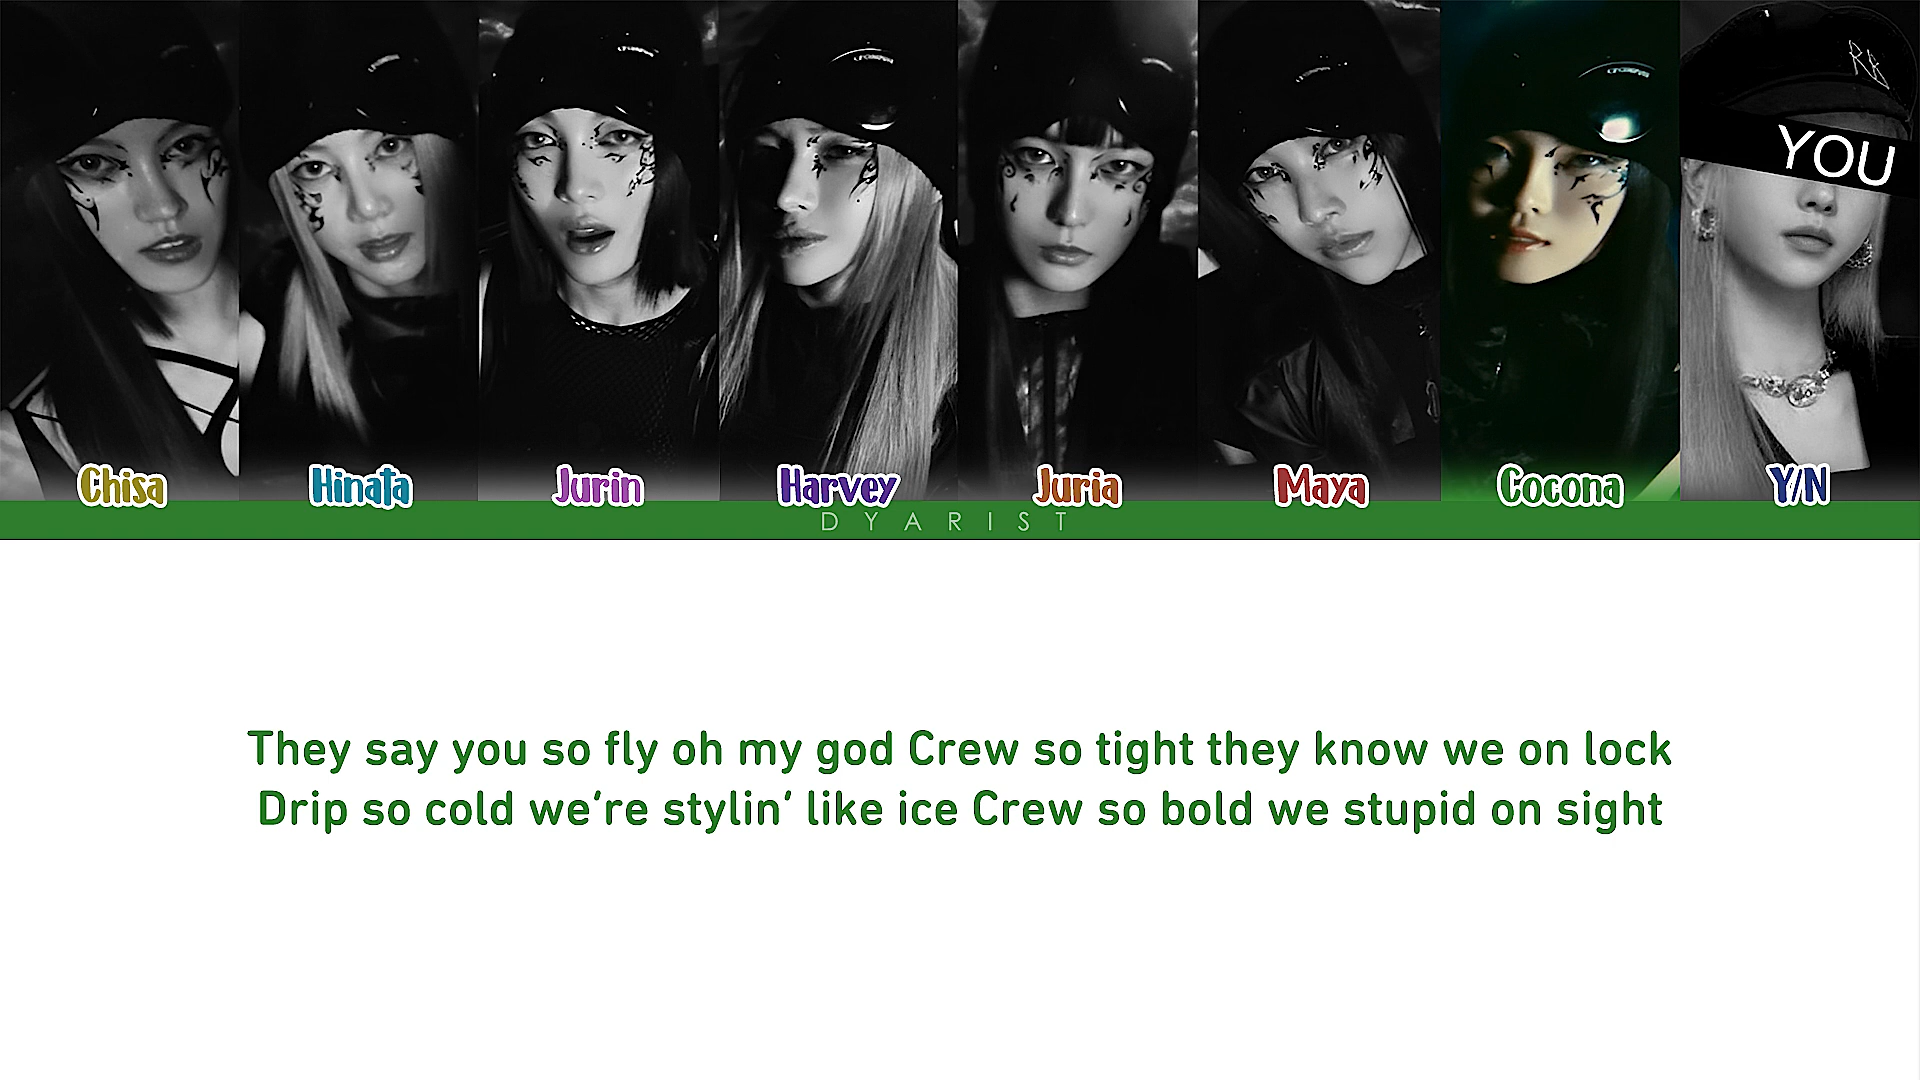 RB
YOU
Chisa
Hinata
Jurin
Harvey
Juria
Maya
Cocona
Y/N
DYARIST
They say you so fly oh my god Crew so tight they know we on lock
Drip so cold we're stylin' like ice Crew so bold we stupid on sight